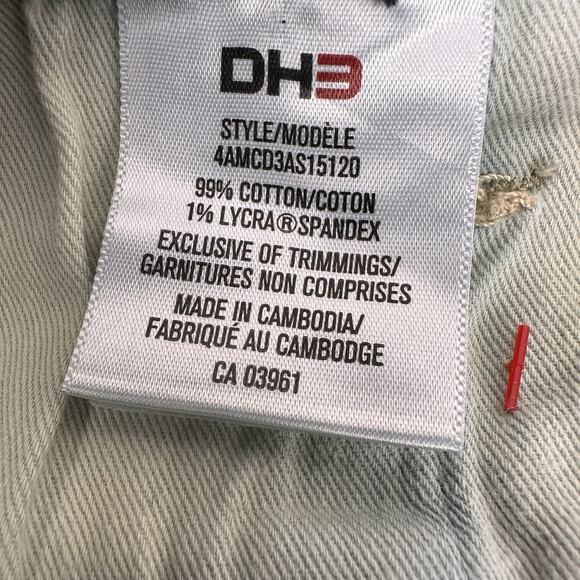 DH3
STYLE/MODÈLE
4AMCD3AS15120
99% COTTON/COTON
1% LYCRA®SPANDEX
EXCLUSIVE OF TRIMMINGS/
GARNITURES NON COMPRISES
MADE IN CAMBODIA/
FABRIQUÉ AU CAMBODGE
CA 03961